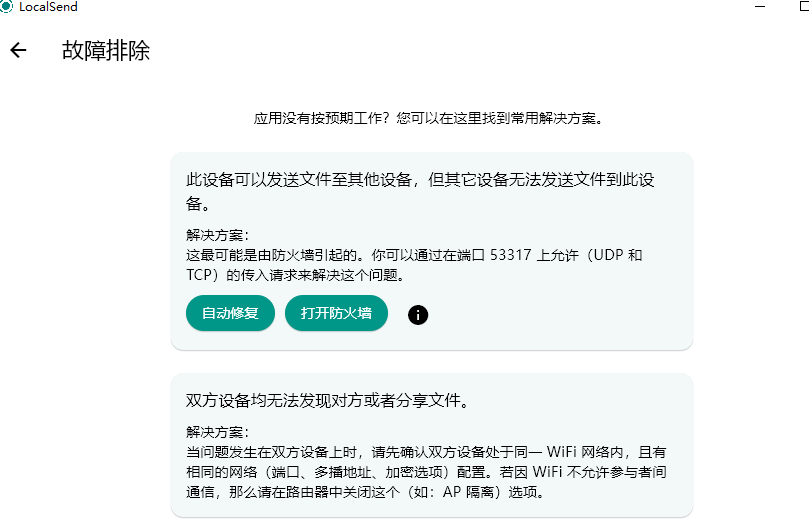 LocalSend
故障排除
应用没有按预期工作？您可以在这里找到常用解决方案。
此设备可以发送文件至其他设备，但其它设备无法发送文件到此设
备。
解决方案：
这最可能是由防火墙引起的。你可以通过在端口 53317 上允许（UDP 和
TCP）的传入请求来解决这个问题。
自动修复 打开防火墙
双方设备均无法发现对方或者分享文件。
解决方案：
当问题发生在双方设备上时，请先确认双方设备处于同一 WiFi 网络内，且有
相同的网络（端口、多播地址、加密选项）配置。若因 WiFi 不允许参与者间
通信，那么请在路由器中关闭这个（如：AP 隔离）选项。